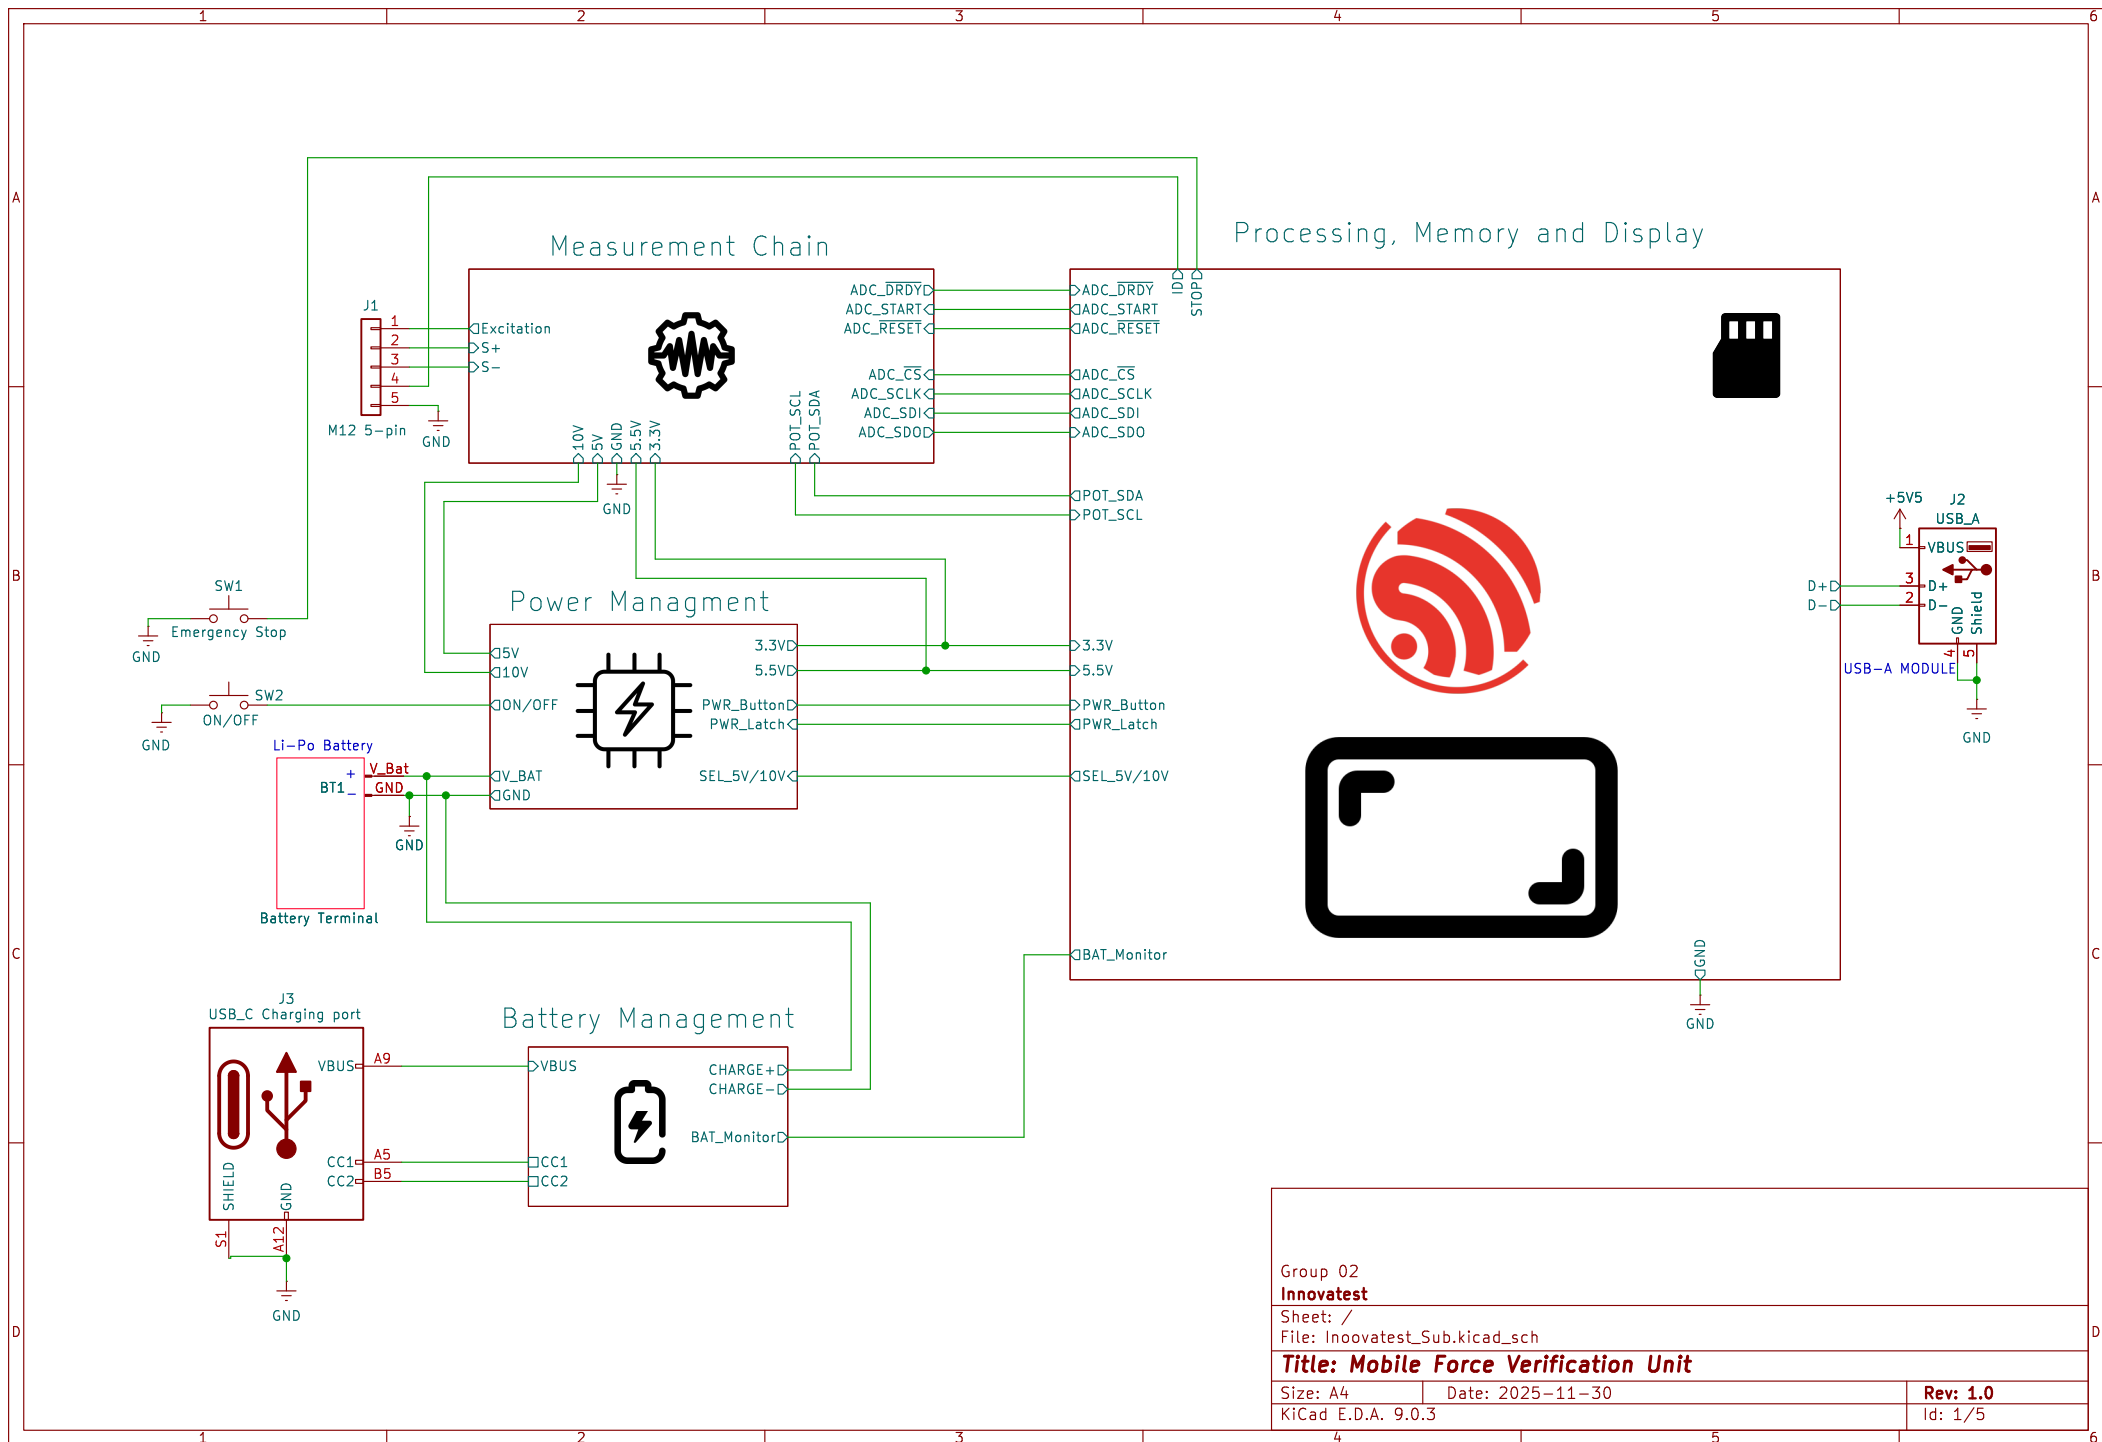 1 2 3 4 5 6
A A
Measurement Chain
Processing, Memory and Display
ID
STOP
J1
1
2
3
4
5
M12 5-pin
GND
Excitation
S+
S-
ADC_DRDY
ADC_START
ADC_RESET
ADC_CS
ADC_SCLK
ADC_SDI
ADC_SDO
10V
5V
GND
5.5V
3.3V
POT_SCL
POT_SDA
GND
ADC_DRDY
ADC_START
ADC_RESET
ADC_CS
ADC_SCLK
ADC_SDI
ADC_SDO
POT_SDA
POT_SCL
+5V5
J2
USB_A
1
3
2
VBUS
D+
D-
GND
Shield
4
5
D+
D-
USB-A MODULE
GND
B B
SW1
Emergency Stop
GND
SW2
ON/OFF
GND
Power Managment
5V
10V
ON/OFF
V_BAT
GND
3.3V
5.5V
PWR_Button
PWR_Latch
SEL_5V/10V
3.3V
5.5V
PWR_Button
PWR_Latch
SEL_5V/10V
Li-Po Battery
+
V_Bat
BT1
-
GND
GND
Battery Terminal
C C
BAT_Monitor
GND
GND
J3
USB_C Charging port
VBUS
A9
CC1
A5
CC2
B5
SHIELD
GND
S1
A12
GND
Battery Management
VBUS
CC1
CC2
CHARGE+
CHARGE-
BAT_Monitor
D D
Group 02
Innovatest
Sheet: /
File: Inoovatest_Sub.kicad_sch
Title: Mobile Force Verification Unit
Size: A4
Date: 2025-11-30
Rev: 1.0
KiCad E.D.A. 9.0.3
Id: 1/5
1 2 3 4 5 6